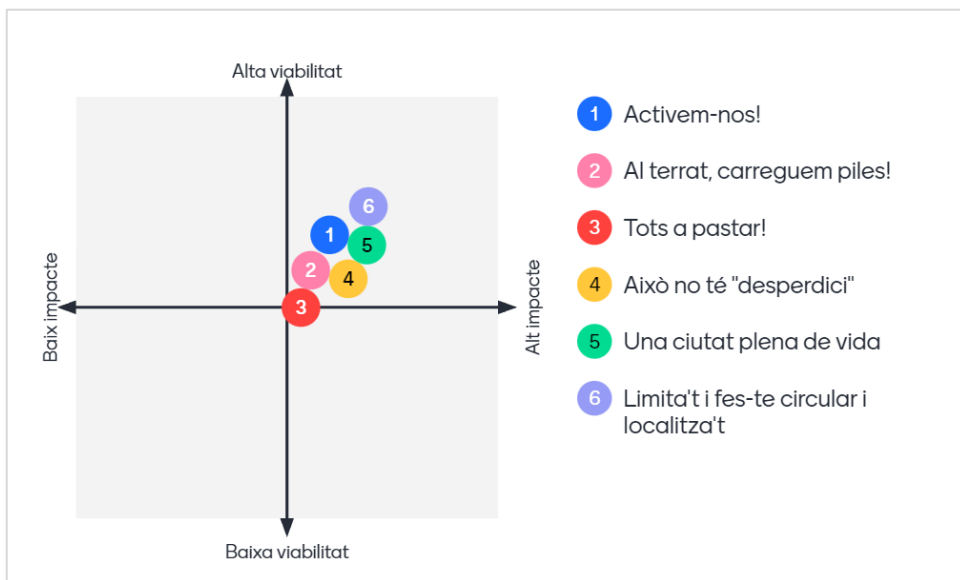 Alta viabilitat
6
1
5
2
4
3
Baix impacte
Alt impacte
Baixa viabilitat
1 Activem-nos!
2 Al terrat, carreguem piles!
3 Tots a pastar!
4 Això no té "desperdici"
5 Una ciutat plena de vida
6 Limita't i fes-te circular i
localitza't